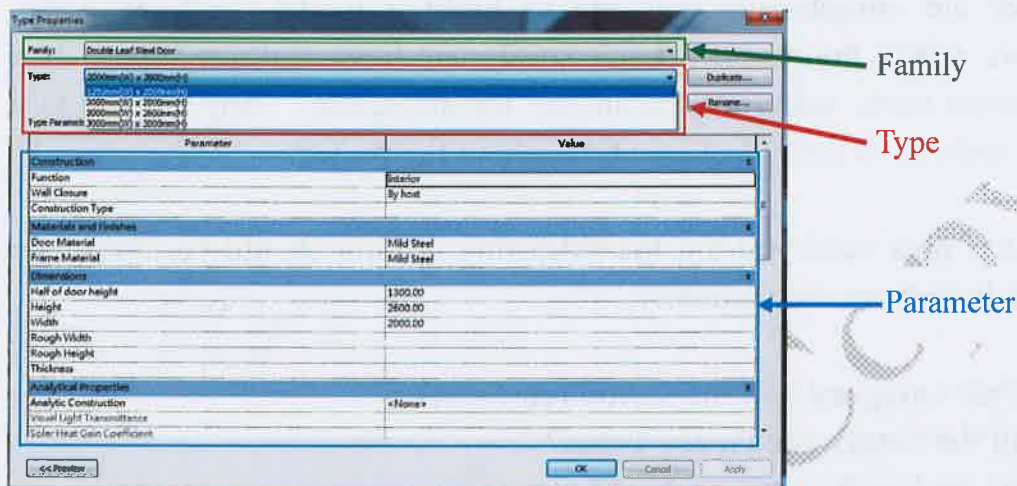 Type Properties
Family: Double Leaf Steel Door
Family
Type: 2000mm(W) x 2600mm(H) Duplicate...
1250mm(W) x 2010mm(H)
3000mm(W) x 2000mm(H) Rename...
3000mm(W) x 2600mm(H)
Type Parameters 3000mm(W) x 3000mm(H)
Type
Parameter Value
Construction
Function Interior
Wall Closure By host
Construction Type
Materials and Finishes
Door Material Mild Steel
Frame Material Mild Steel
Dimensions
Half of door height 1300.00
Height 2600.00
Parameter
Width 2000.00
Rough Width
Rough Height
Thickness
Analytical Properties
Analytic Construction <None>
Visual Light Transmittance
Solar Heat Gain Coefficient
<< Preview OK Cancel Apply